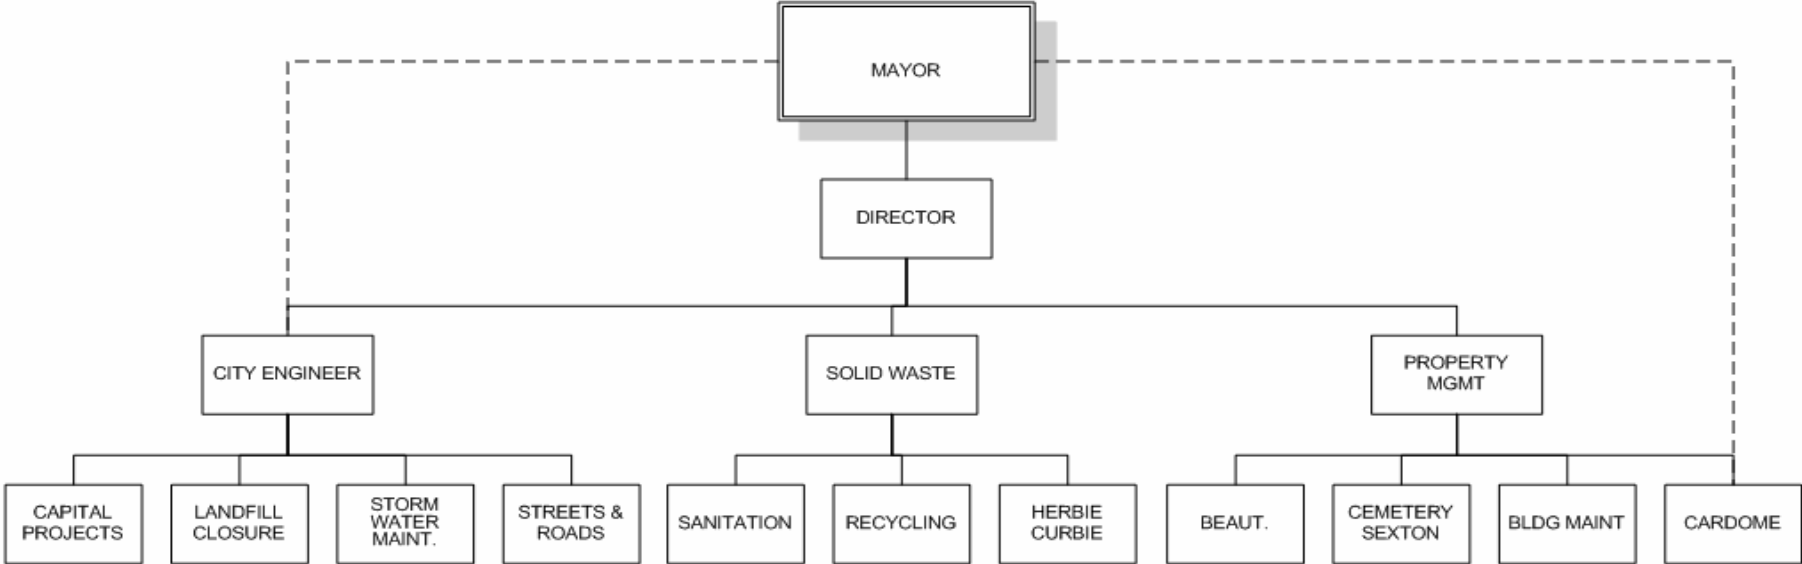 MAYOR
DIRECTOR
CITY ENGINEER
SOLID WASTE
PROPERTY
MGMT
CAPITAL
PROJECTS
LANDFILL
CLOSURE
STORM
WATER
MAINT.
STREETS &
ROADS
SANITATION
RECYCLING
HERBIE
CURBIE
BEAUT.
CEMETERY
SEXTON
BLDG MAINT
CARDOME